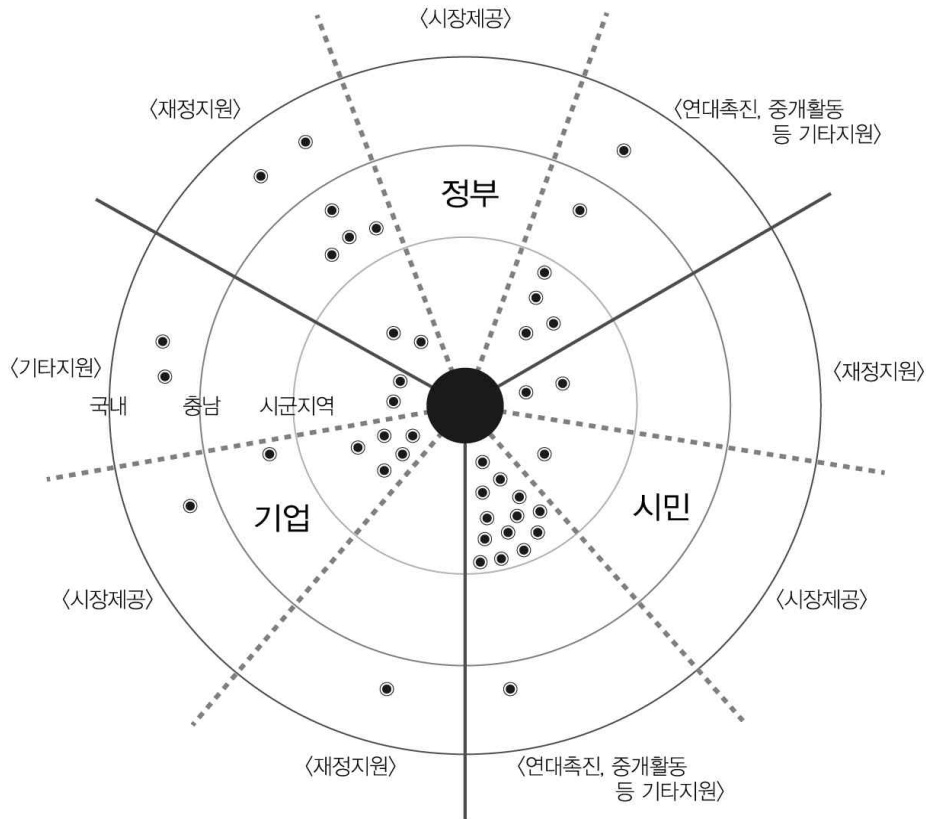 〈시장제공〉
〈재정지원〉
〈연대촉진, 중개활동
등 기타지원〉
정부
〈기타지원〉
〈재정지원〉
국내
충남
시군지역
기업
시민
〈시장제공〉
〈시장제공〉
〈재정지원〉
〈연대촉진, 중개활동
등 기타지원〉